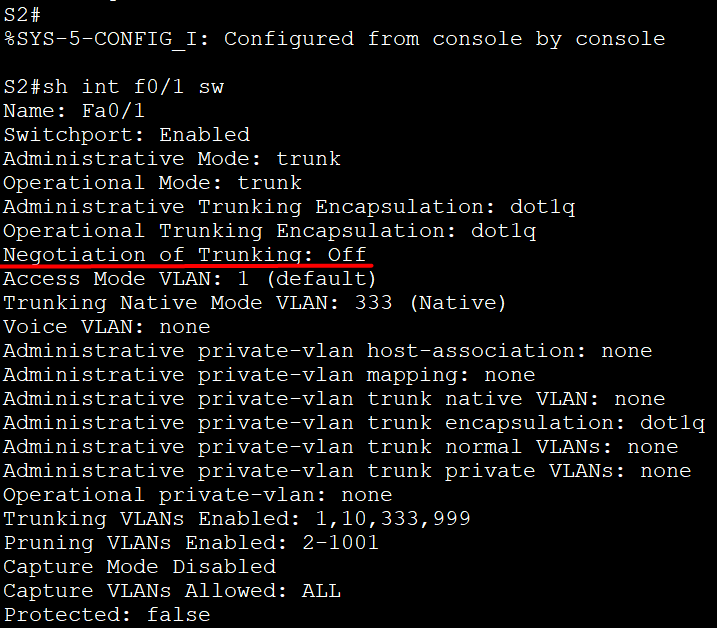 S2#
%SYS-5-CONFIG_I: Configured from console by console
S2#sh int f0/1 sw
Name: Fa0/1
Switchport: Enabled
Administrative Mode: trunk
Operational Mode: trunk
Administrative Trunking Encapsulation: dot1q
Operational Trunking Encapsulation: dot1q
Negotiation of Trunking: Off
Access Mode VLAN: 1 (default)
Trunking Native Mode VLAN: 333 (Native)
Voice VLAN: none
Administrative private-vlan host-association: none
Administrative private-vlan mapping: none
Administrative private-vlan trunk native VLAN: none
Administrative private-vlan trunk encapsulation: dot1q
Administrative private-vlan trunk normal VLANs: none
Administrative private-vlan trunk private VLANs: none
Operational private-vlan: none
Trunking VLANs Enabled: 1,10,333,999
Pruning VLANs Enabled: 2-1001
Capture Mode Disabled
Capture VLANs Allowed: ALL
Protected: false